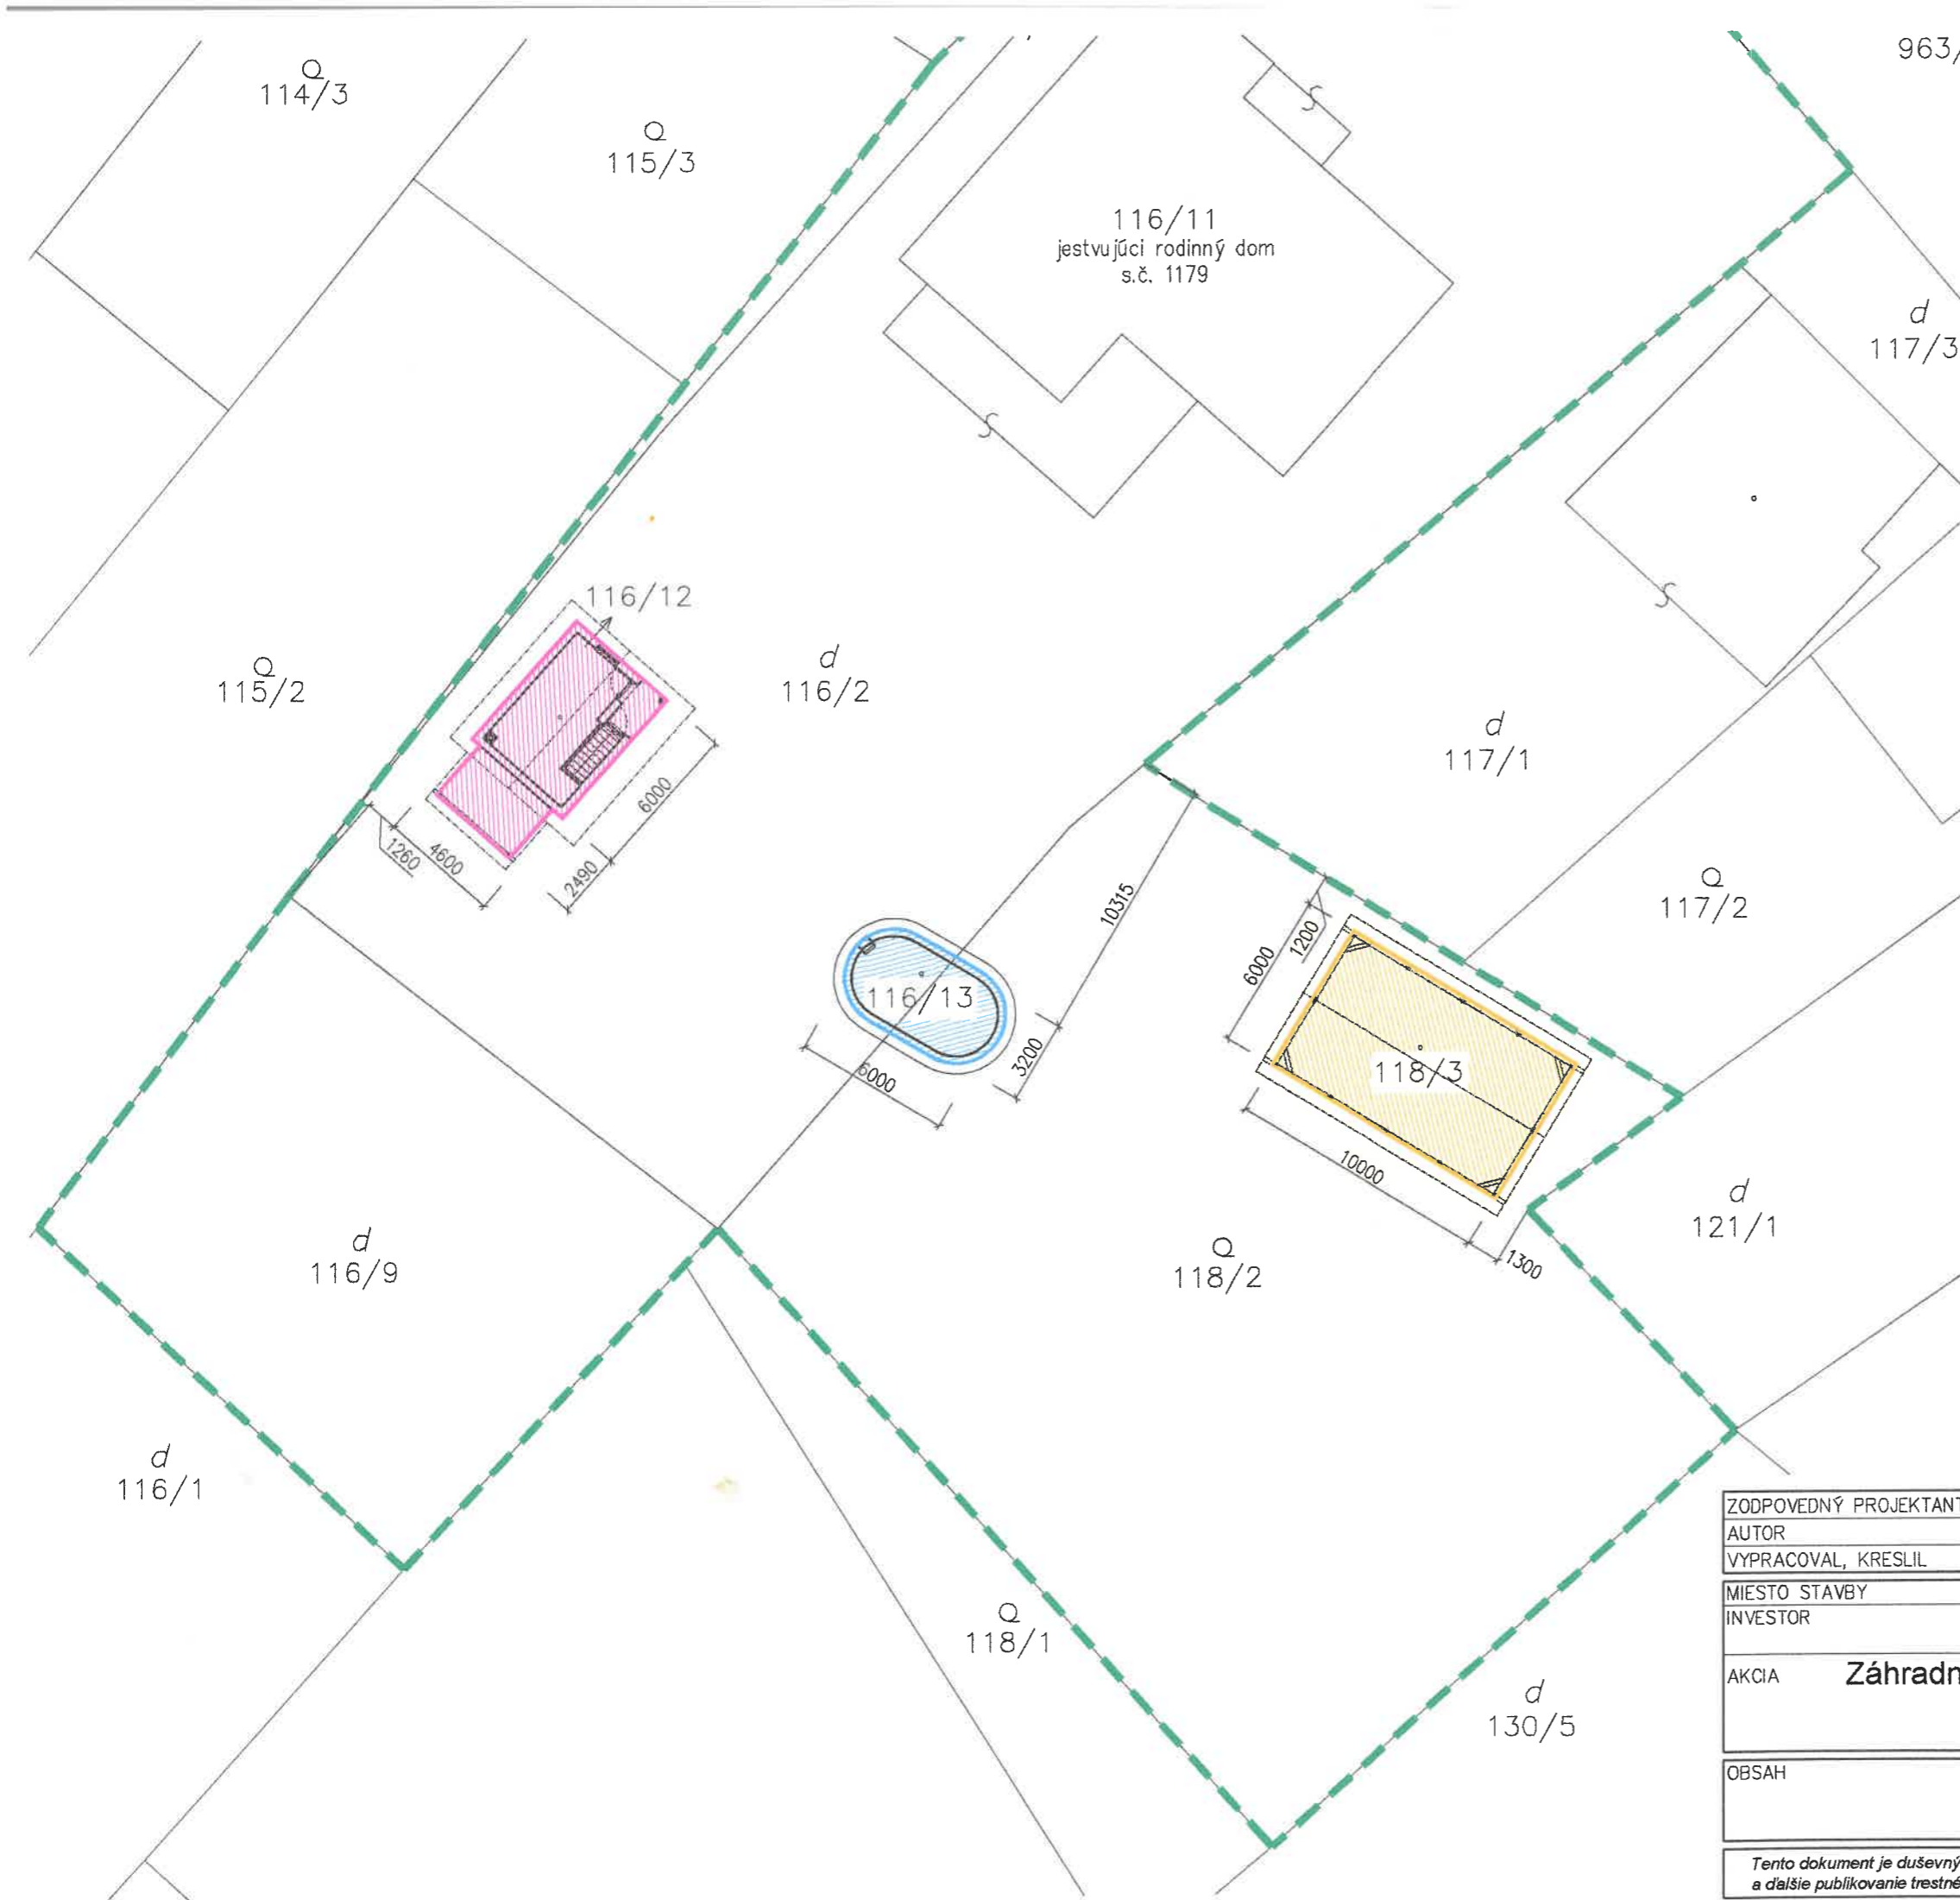 963/
Q
114/3
Q
115/3
116/11
jestvujúci rodinný dom
s.č. 1179
d
117/3
116/12
Q
115/2
d
116/2
d
117/1
6000
1260
4600
2490
Q
117/2
10315
6000
1200
116/13
3200
6000
118/3
10000
1300
d
121/1
d
116/9
Q
118/2
d
116/1
ZODPOVEDNÝ PROJEKTANT
AUTOR
VYPRACOVAL, KRESLIL
MIESTO STAVBY
INVESTOR
Q
118/1
AKCIA Záhradn
d
130/5
OBSAH
Tento dokument je duševný
a ďalšie publikovanie trestné